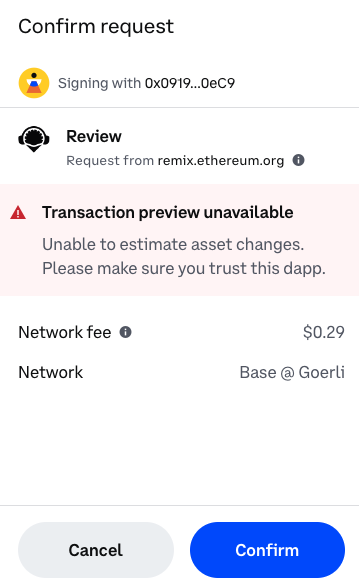 Confirm request
Signing with 0x0919...0eC9
Review
Request from remix.ethereum.org
Transaction preview unavailable
Unable to estimate asset changes.
Please make sure you trust this dapp.
Network fee $0.29
Network Base @ Goerli
Cancel Confirm